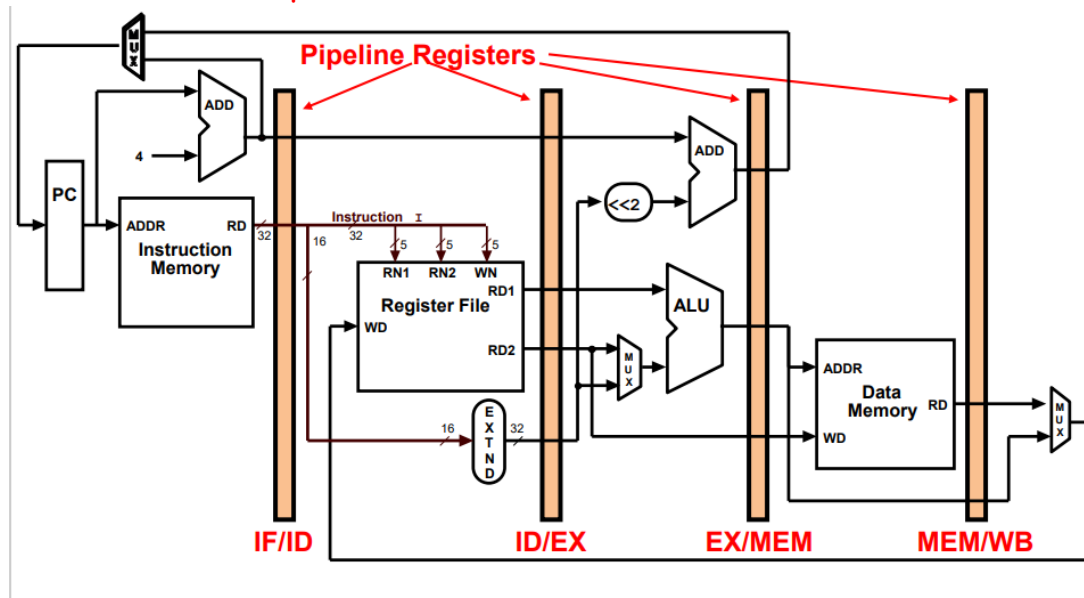 Pipeline Registers
MUX
ADD
4
PC
ADDR
RD
Instruction
Memory
32
Instruction I
16
32
5
5
5
RN1
RN2
WN
RD1
Register File
WD
RD2
16
EXTND
32
MUX
<<2
ADD
ALU
ADDR
Data
Memory
RD
WD
MUX
IF/ID
ID/EX
EX/MEM
MEM/WB